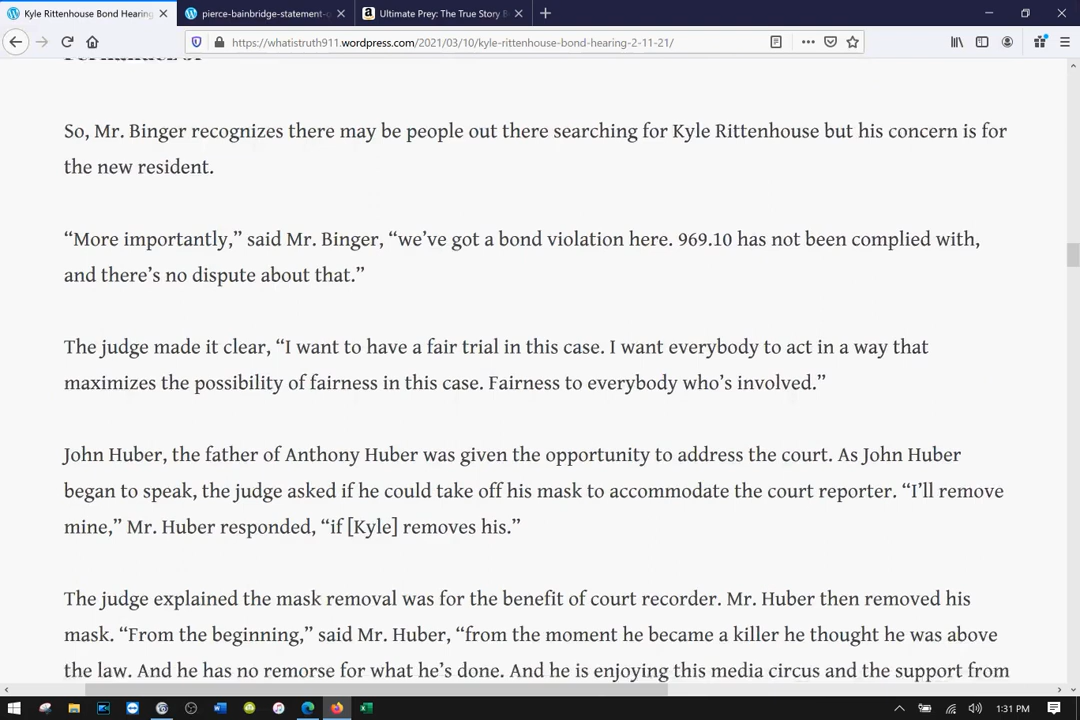 Kyle Rittenhouse Bond Hearing
pierce-bainbridge-statement-o
Ultimate Prey: The True Story B
https://whatistruth911.wordpress.com/2021/03/10/kyle-rittenhouse-bond-hearing-2-11-21/
So, Mr. Binger recognizes there may be people out there searching for Kyle Rittenhouse but his concern is for
the new resident.
“More importantly,” said Mr. Binger, “we’ve got a bond violation here. 969.10 has not been complied with,
and there’s no dispute about that.”
The judge made it clear, “I want to have a fair trial in this case. I want everybody to act in a way that
maximizes the possibility of fairness in this case. Fairness to everybody who’s involved.”
John Huber, the father of Anthony Huber was given the opportunity to address the court. As John Huber
began to speak, the judge asked if he could take off his mask to accommodate the court reporter. “I’ll remove
mine,” Mr. Huber responded, “if [Kyle] removes his.”
The judge explained the mask removal was for the benefit of court recorder. Mr. Huber then removed his
mask. “From the beginning,” said Mr. Huber, “from the moment he became a killer he thought he was above
the law. And he has no remorse for what he’s done. And he is enjoying this media circus and the support from
1:31 PM